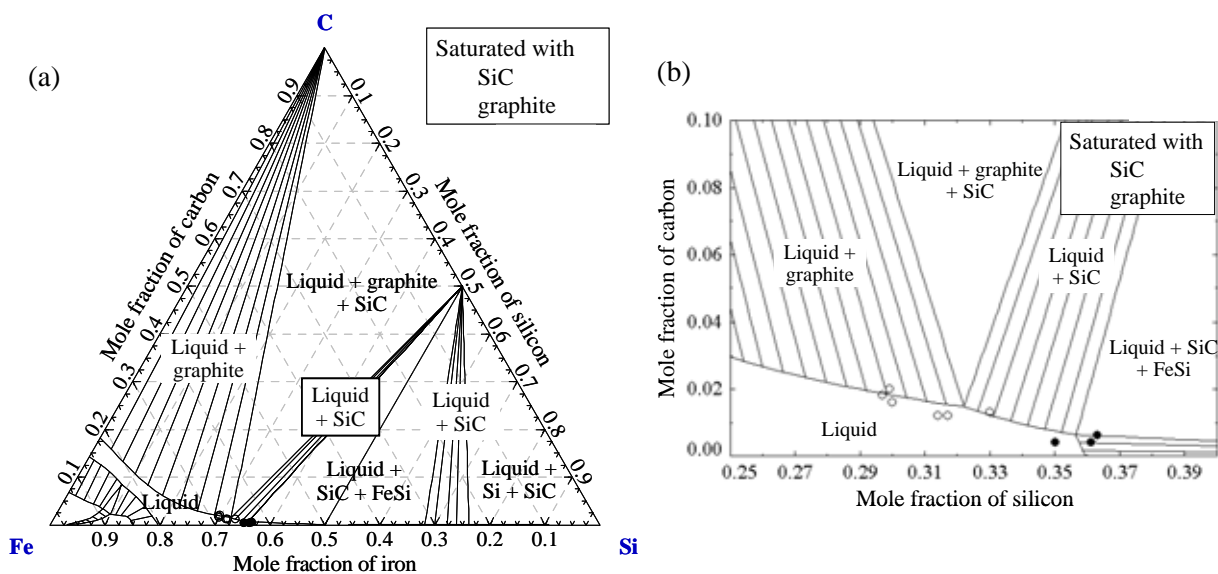 (a)
C
Saturated with
SiC
graphite
0.9
0.8
0.7
0.6
0.5
0.4
0.3
0.2
0.1
Mole fraction of carbon
0.1
0.2
0.3
0.4
0.5
0.6
0.7
0.8
0.9
Mole fraction of silicon
Liquid + graphite
+ SiC
Liquid +
graphite
Liquid
+ SiC
Liquid
+ SiC
Liquid +
SiC + FeSi
Liquid +
Si + SiC
Liquid
Fe
Si
0.9 0.8 0.7 0.6 0.5 0.4 0.3 0.2 0.1
Mole fraction of iron
(b)
Saturated with
SiC
graphite
0.10
0.08
0.06
0.04
0.02
0.00
Mole fraction of carbon
Liquid + graphite
+ SiC
Liquid +
graphite
Liquid
+ SiC
Liquid + SiC
+ FeSi
Liquid
0.25 0.27 0.29 0.31 0.33 0.35 0.37 0.39
Mole fraction of silicon